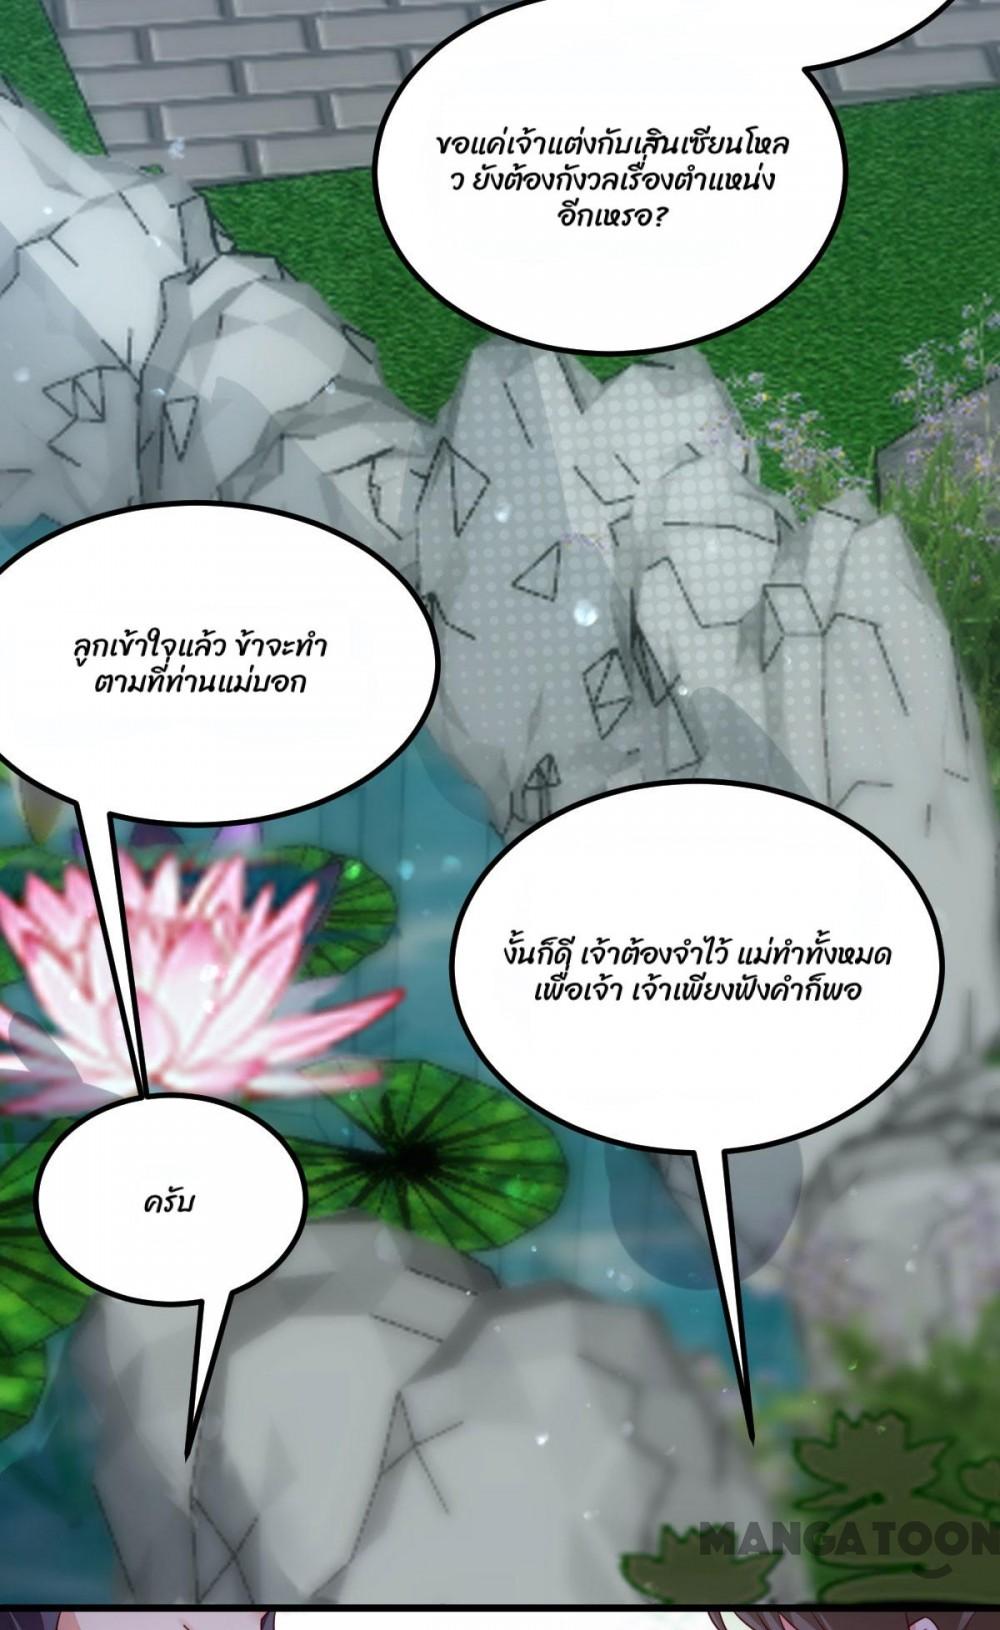 ขอแค่เจ้าแต่งกับเสินเซียนโหล
ว ยังต้องกังวลเรื่องตำแหน่ง
อีกเหรอ?
ลูกเข้าใจแล้ว ข้าจะทำ
ตามที่ท่านแม่บอก
งั้นก็ดี เจ้าต้องจำไว้ แม่ทำทั้งหมด
เพื่อเจ้า เจ้าเพียงฟังคำก็พอ
ครับ
MANGATOON